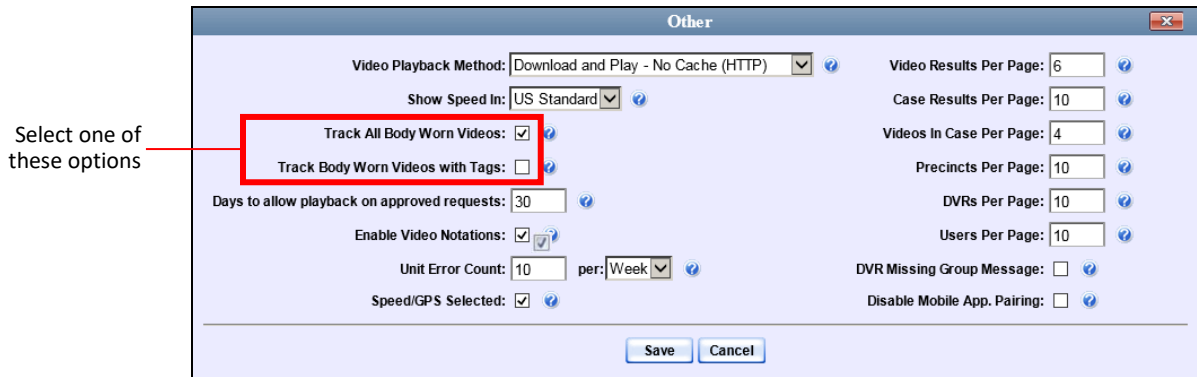 Other
Video Playback Method: Download and Play - No Cache (HTTP)
Video Results Per Page: 6
Show Speed In: US Standard
Case Results Per Page: 10
Select one of
these options
Track All Body Worn Videos:
Videos In Case Per Page: 4
Track Body Worn Videos with Tags:
Precincts Per Page: 10
Days to allow playback on approved requests: 30
DVRs Per Page: 10
Enable Video Notations:
Users Per Page: 10
Unit Error Count: 10 per: Week
DVR Missing Group Message:
Speed/GPS Selected:
Disable Mobile App. Pairing:
Save Cancel